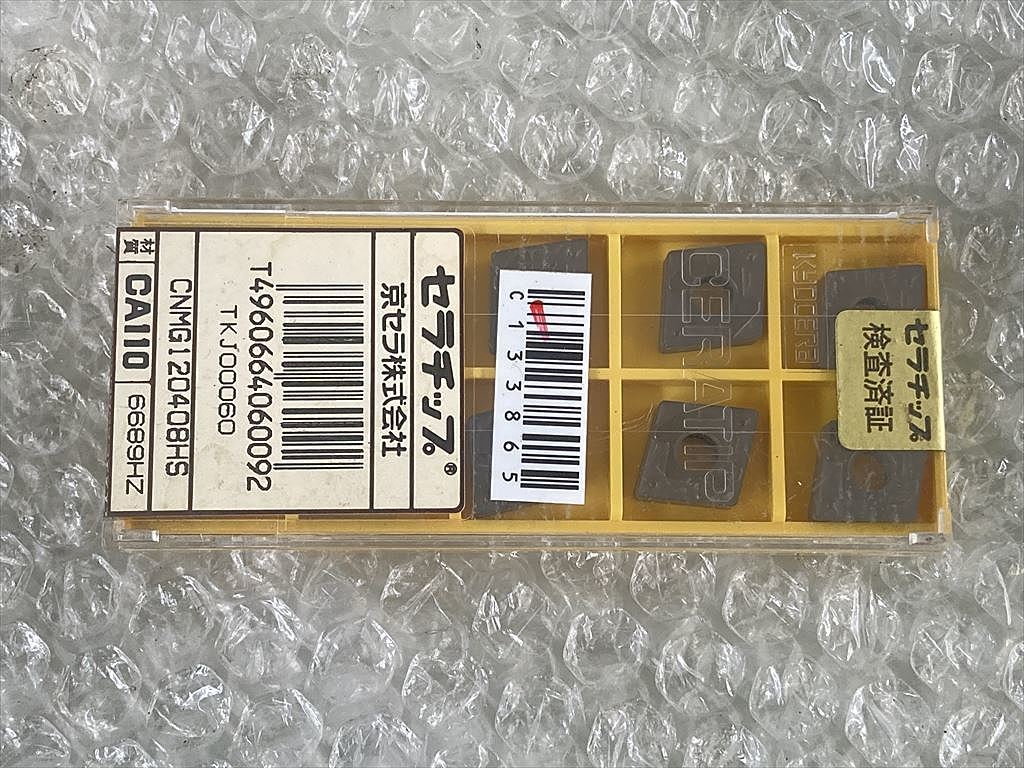 セラチップ®
京セラ株式会社
T4960664060092
TKJ00060
CNMG120408HS
材質
CA110
6689HZ
C133865
KYOCERA
CERATIP
セラチップ
検査済証